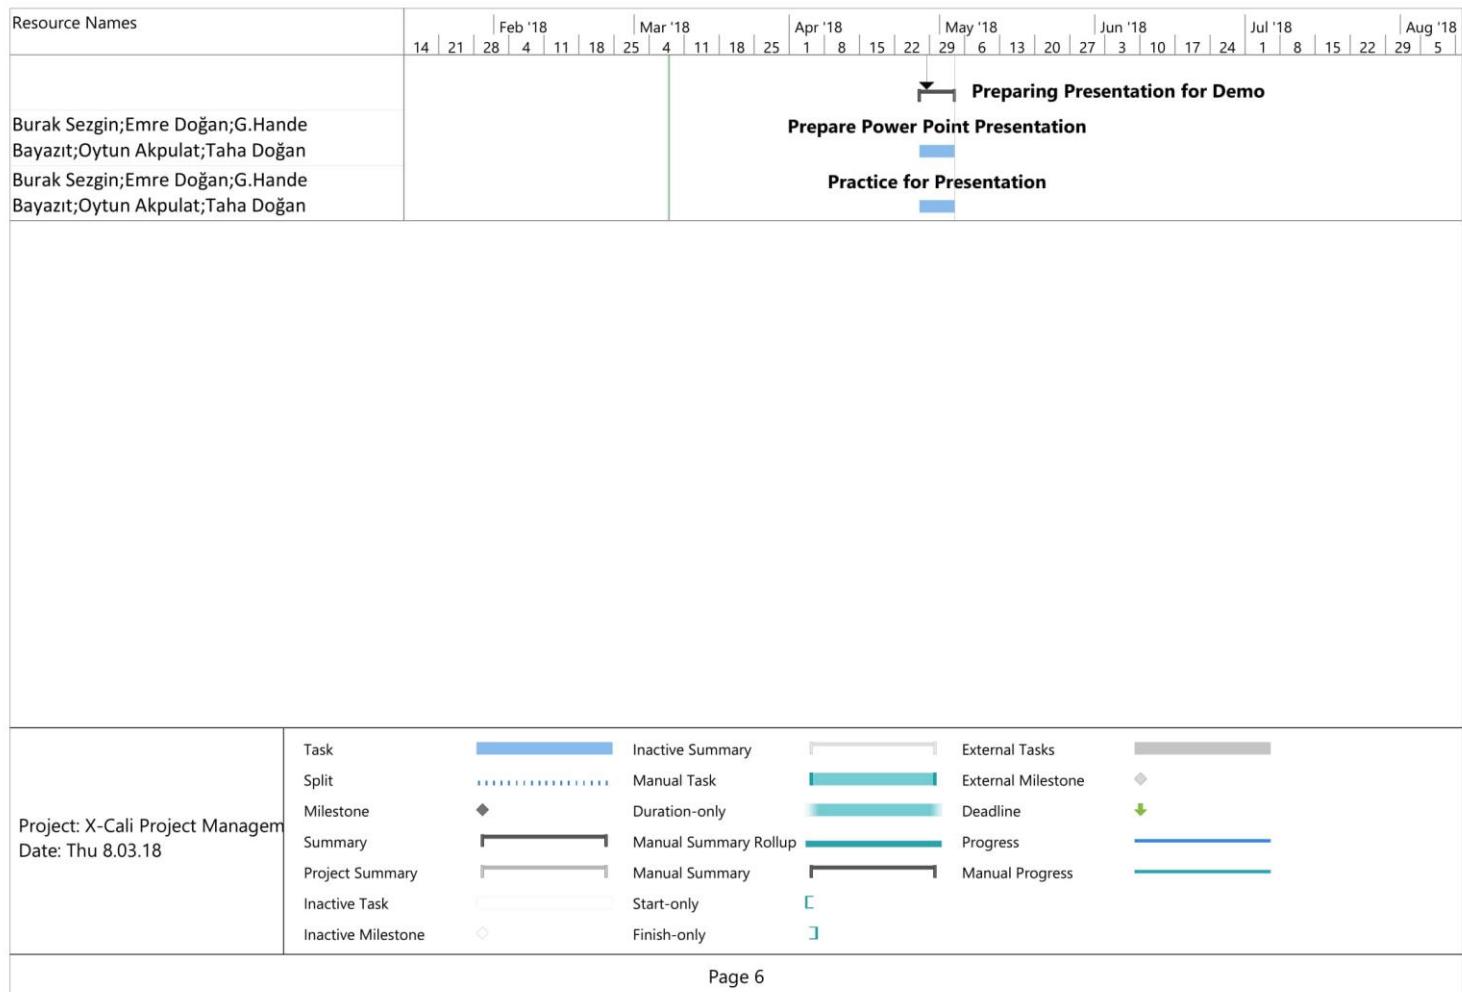 Resource Names
Feb '18 Mar '18 Apr '18 May '18 Jun '18 Jul '18 Aug '18
14 21 28 4 11 18 25 4 11 18 25 1 8 15 22 29 6 13 20 27 3 10 17 24 1 8 15 22 29 5
Preparing Presentation for Demo
Burak Sezgin;Emre Doğan;G.Hande
Bayazıt;Oytun Akpulat;Taha Doğan
Prepare Power Point Presentation
Burak Sezgin;Emre Doğan;G.Hande
Bayazıt;Oytun Akpulat;Taha Doğan
Practice for Presentation
Project: X-Cali Project Managem
Date: Thu 8.03.18
Task
Split
Milestone
Summary
Project Summary
Inactive Task
Inactive Milestone
Inactive Summary
Manual Task
Duration-only
Manual Summary Rollup
Manual Summary
Start-only
Finish-only
External Tasks
External Milestone
Deadline
Progress
Manual Progress
Page 6